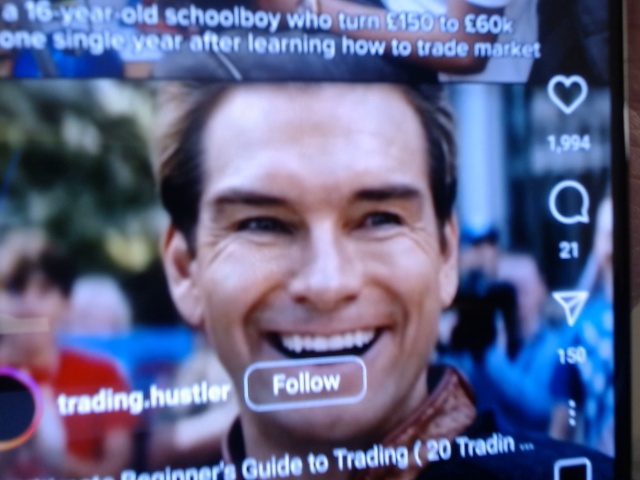 a 16-year-old schoolboy who turn £150 to £60k
one single year after learning how to trade market
1,994
21
150
trading.hustler
Follow
Beginner's Guide to Trading ( 20 Tradin ...